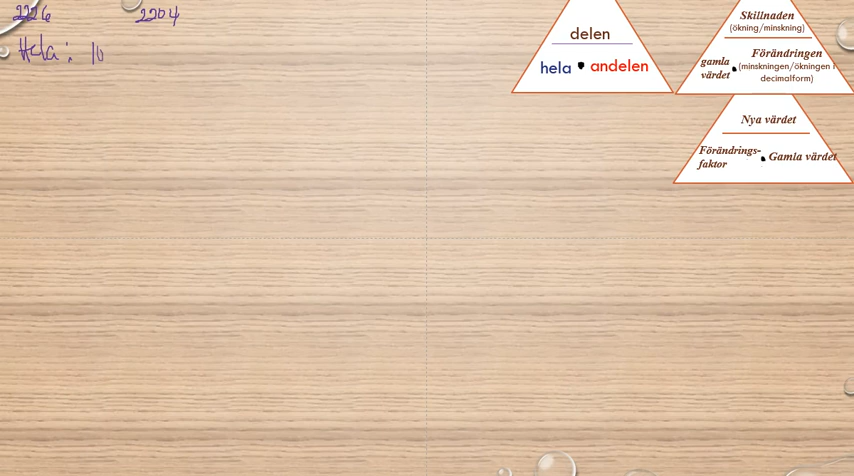 2226
2204
Hela: 10
delen
hela • andelen
Skillnaden
(ökning/minskning)
gamla värdet • Förändringen
(minskningen/ökningen i
decimalform)
Nya värdet
Förändrings-
faktor • Gamla värdet